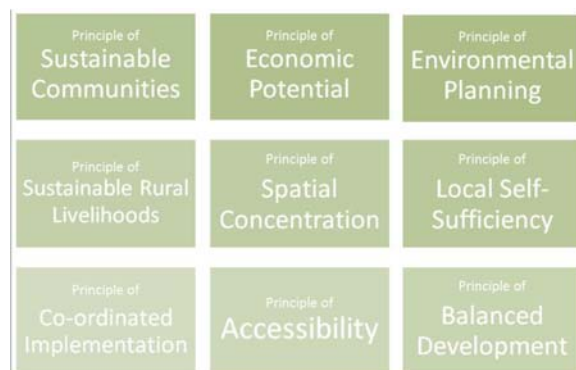 Principle of
Sustainable
Communities
Principle of
Economic
Potential
Principle of
Environmental
Planning
Principle of
Sustainable Rural
Livelihoods
Principle of
Spatial
Concentration
Principle of
Local Self-
Sufficiency
Principle of
Co-ordinated
Implementation
Principle of
Accessibility
Principle of
Balanced
Development